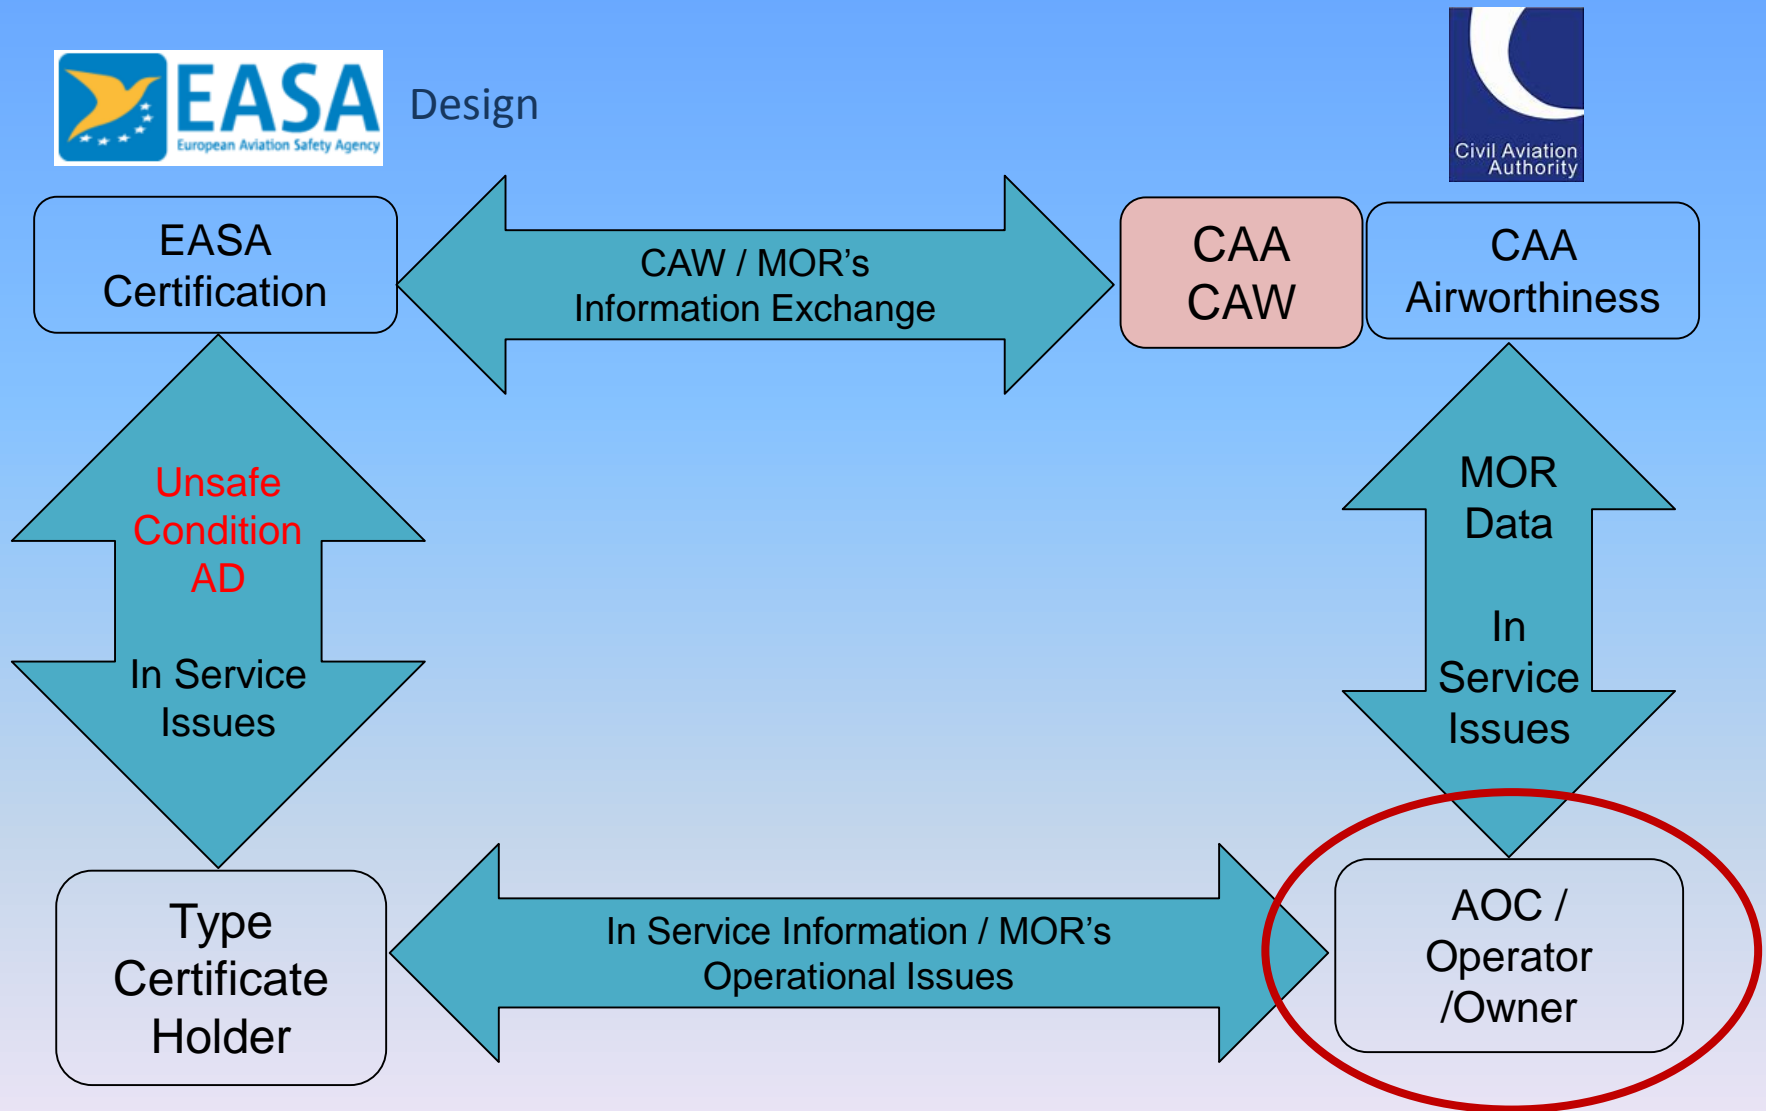 EASA
European Aviation Safety Agency
Design
Civil Aviation
Authority
EASA
Certification
CAW / MOR's
Information Exchange
CAA
CAW
CAA
Airworthiness
Unsafe
Condition
AD
In Service
Issues
MOR
Data
In
Service
Issues
Type
Certificate
Holder
In Service Information / MOR's
Operational Issues
AOC /
Operator
/Owner